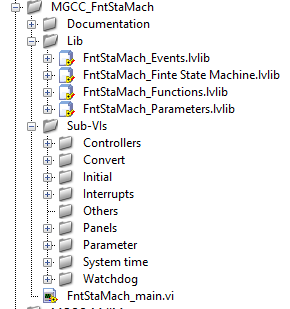 MGCC_FntStaMach
Documentation
Lib
FntStaMach_Events.lvlib
FntStaMach_Finte State Machine.lvlib
FntStaMach_Functions.lvlib
FntStaMach_Parameters.lvlib
Sub-VIs
Controllers
Convert
Initial
Interrupts
Others
Panels
Parameter
System time
Watchdog
FntStaMach_main.vi